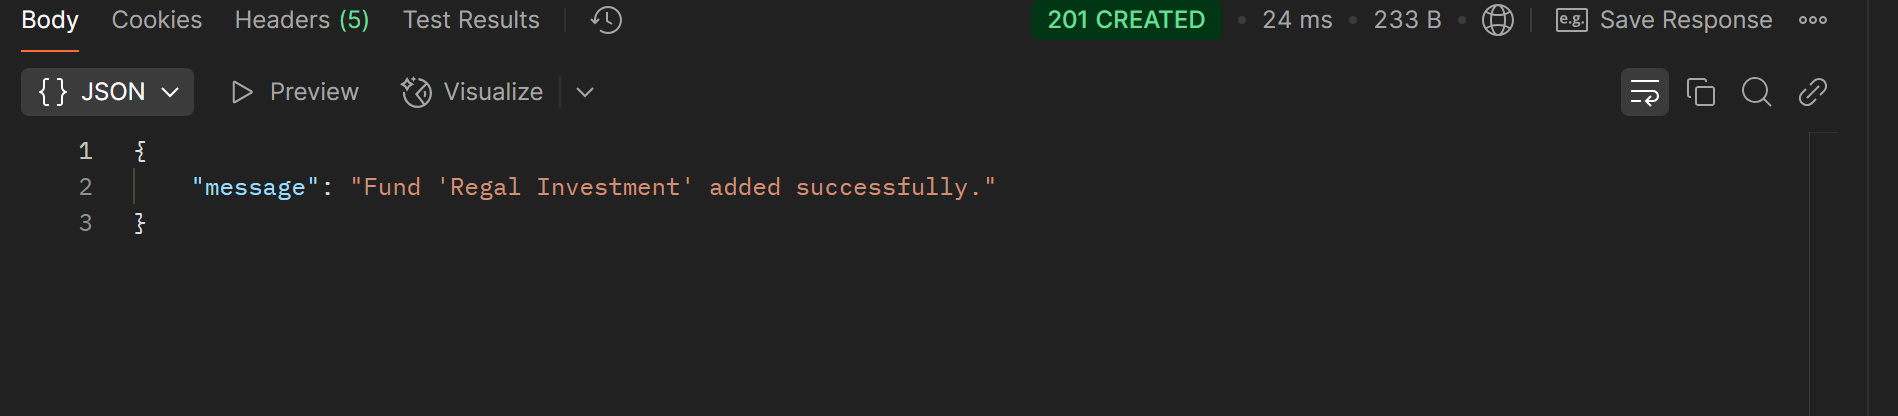 Body Cookies Headers (5) Test Results 201 CREATED • 24 ms • 233 B • e.g. Save Response
{} JSON Preview Visualize
1 {
2 "message": "Fund 'Regal Investment' added successfully."
3 }